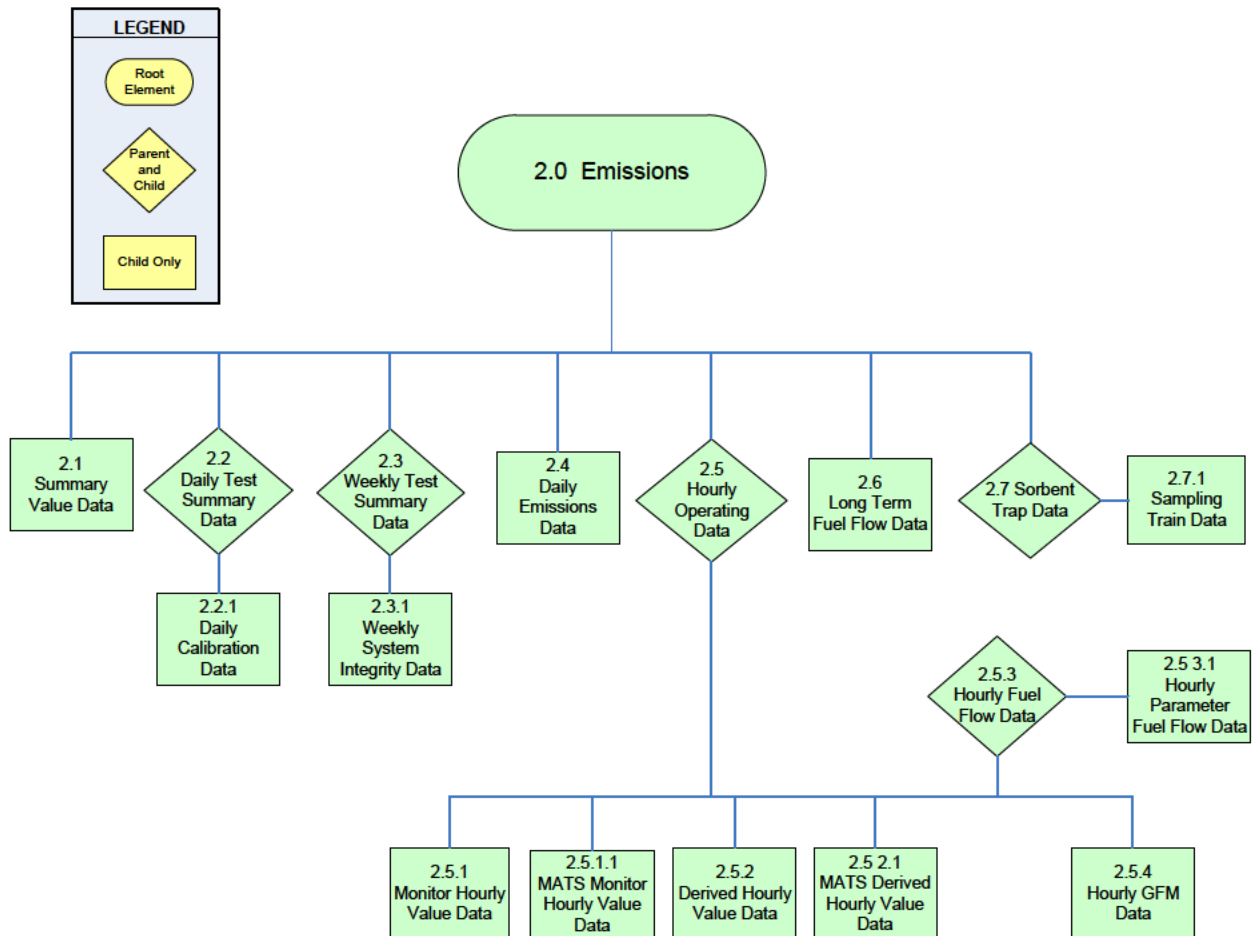 LEGEND
Root
Element
Parent
and
Child
Child Only
2.0 Emissions
2.1
Summary
Value Data
2.2
Daily Test
Summary
Data
2.3
Weekly Test
Summary
Data
2.4
Daily
Emissions
Data
2.5
Hourly
Operating
Data
2.6
Long Term
Fuel Flow Data
2.7 Sorbent
Trap Data
2.7.1
Sampling
Train Data
2.2.1
Daily
Calibration
Data
2.3.1
Weekly
System
Integrity Data
2.5.3
Hourly Fuel
Flow Data
2.5 3.1
Hourly
Parameter
Fuel Flow Data
2.5.1
Monitor Hourly
Value Data
2.5.1.1
MATS Monitor
Hourly Value
Data
2.5.2
Derived Hourly
Value Data
2.5 2.1
MATS Derived
Hourly Value
Data
2.5.4
Hourly GFM
Data